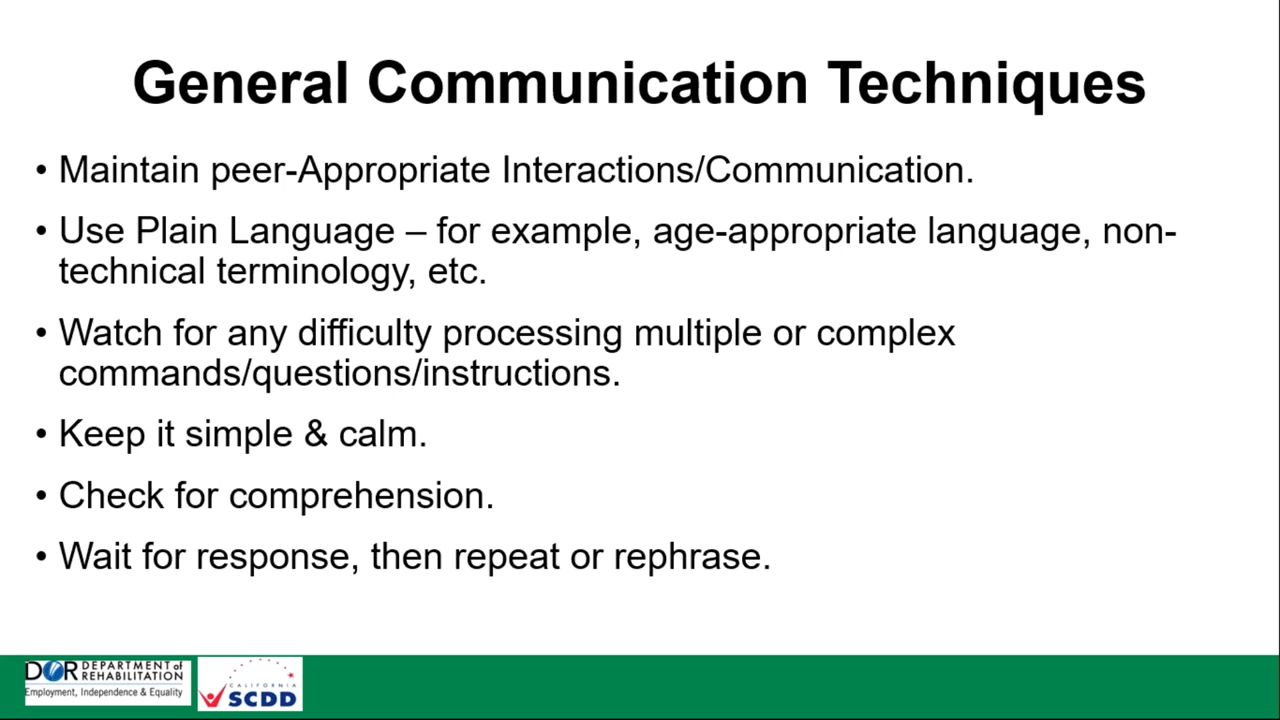 General Communication Techniques
• Maintain peer-Appropriate Interactions/Communication.
• Use Plain Language – for example, age-appropriate language, non-
technical terminology, etc.
• Watch for any difficulty processing multiple or complex
commands/questions/instructions.
• Keep it simple & calm.
• Check for comprehension.
• Wait for response, then repeat or rephrase.
DOR DEPARTMENT of
REHABILITATION
Employment, Independence & Equality
CALIFORNIA
SCDD